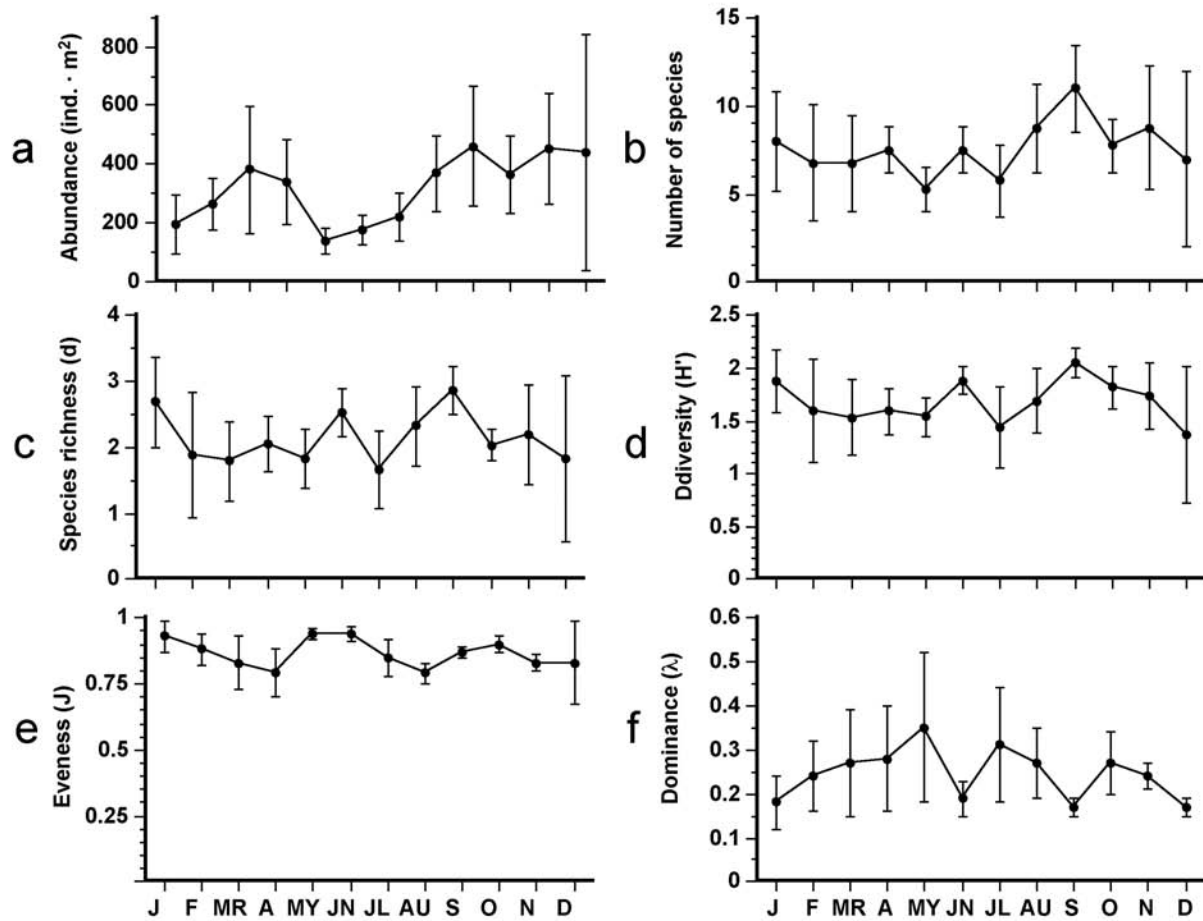 a
Abundance (ind. · m²)
800
600
400
200
0
b
Number of species
15
10
5
0
c
Species richness (d)
4
3
2
1
0
d
Ddiversity (H')
2.5
2
1.5
1
0.5
0
e
Eveness (J)
1
0.75
0.5
0.25
J F MR A MY JN JL AU S O N D
f
Dominance (λ)
0.6
0.5
0.4
0.3
0.2
0.1
0
J F MR A MY JN JL AU S O N D